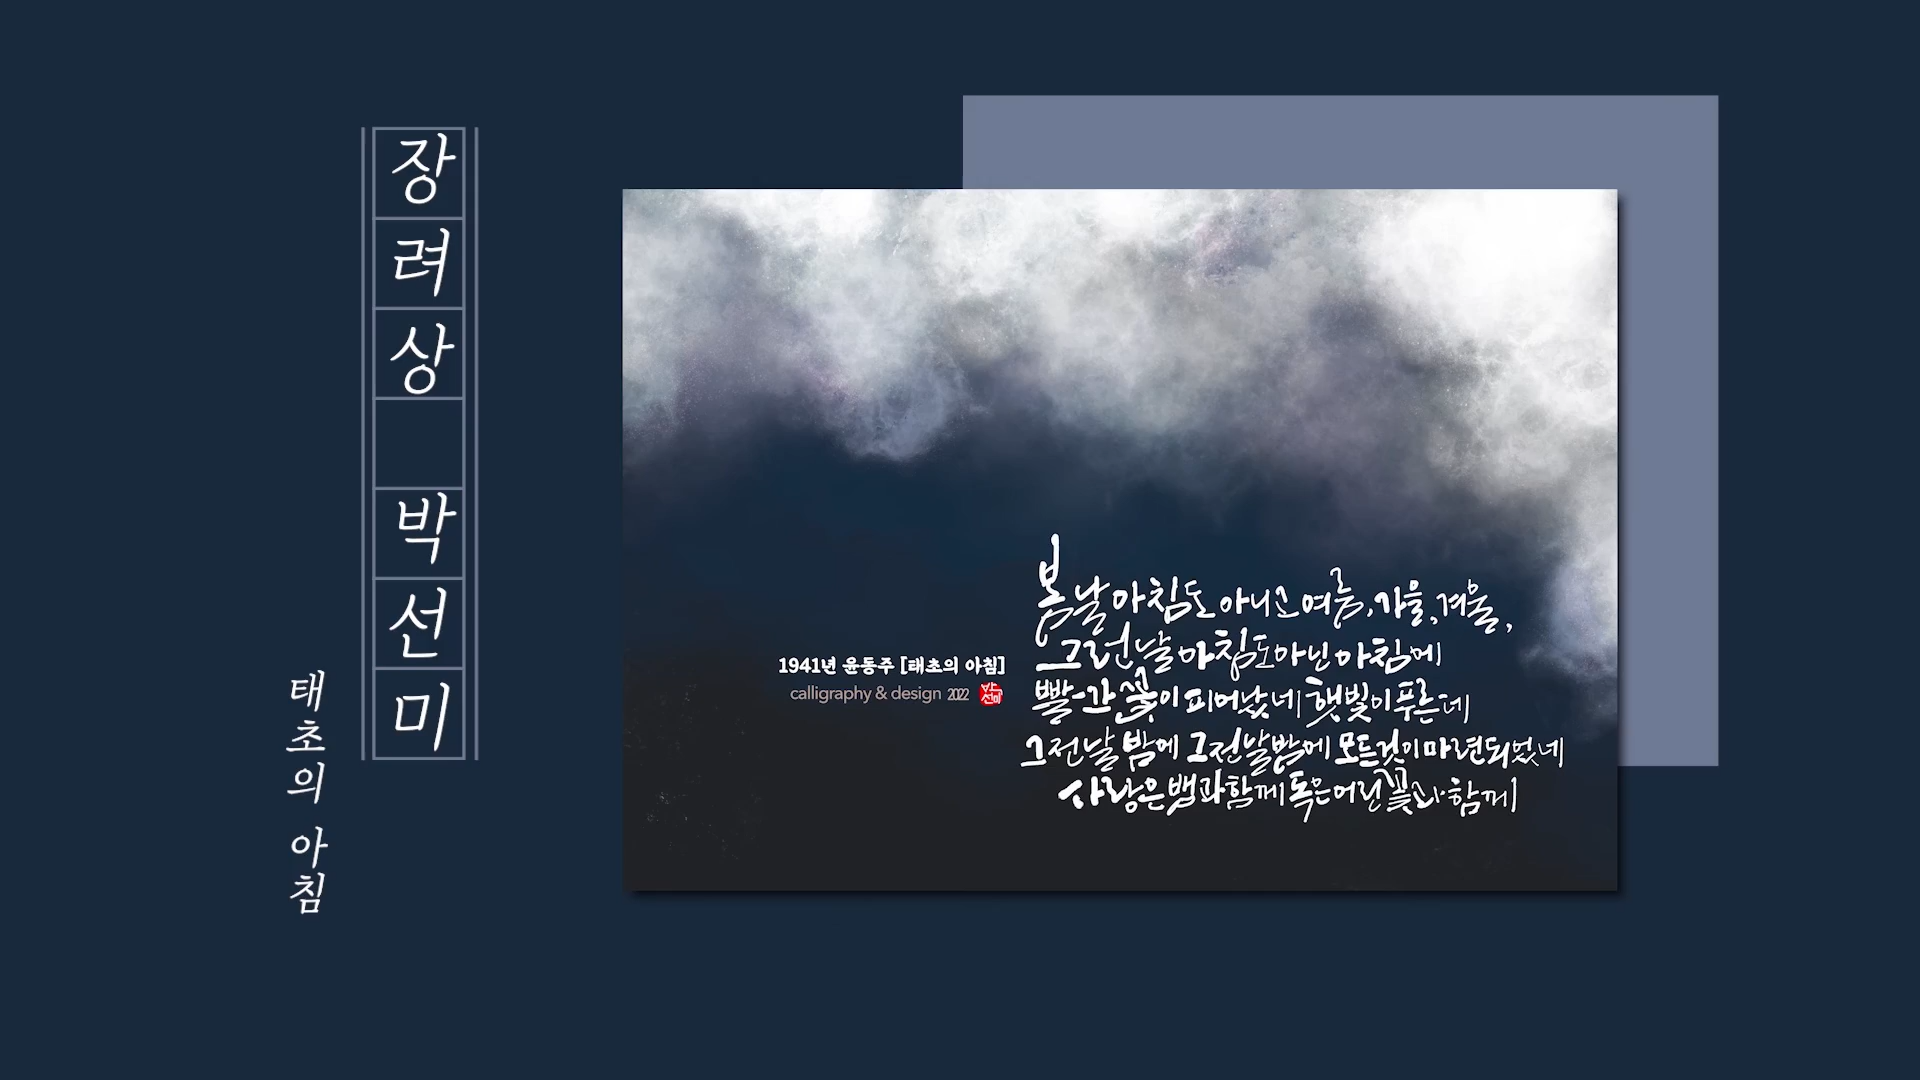 장려상 박선미
태초의 아침
봄날 아침도 아니고 여름, 가을, 겨울,
그런 날 아침도 아닌 아침에
빨-간 꽃이 피어났네 햇빛이 푸른데
그 전날 밤에 그 전날 밤에 모든 것이 마련되었네
사랑은 뱀과 함께 독은 어린 꽃과 함께
1941년 윤동주 [태초의 아침]
calligraphy & design 2022
박선미